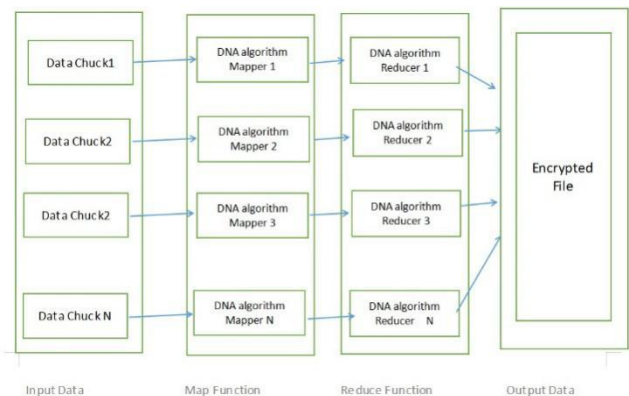 Data Chuck1
DNA algorithm
Mapper 1
DNA algorithm
Reducer 1
Data Chuck2
DNA algorithm
Mapper 2
DNA algorithm
Reducer 2
Data Chuck2
DNA algorithm
Mapper 3
DNA algorithm
Reducer 3
Data Chuck N
DNA algorithm
Mapper N
DNA algorithm
Reducer N
Encrypted
File
Input Data
Map Function
Reduce Function
Output Data